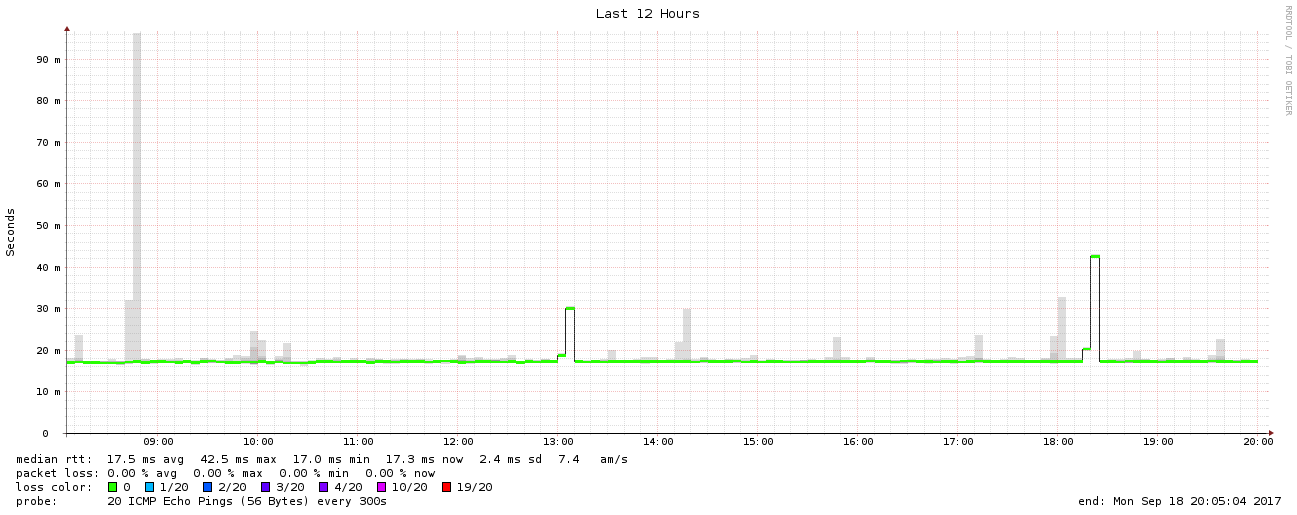 Last 12 Hours
RRDTOOL / TOBI OETIKER
Seconds
90 m
80 m
70 m
60 m
50 m
40 m
30 m
20 m
10 m
0
09:00 10:00 11:00 12:00 13:00 14:00 15:00 16:00 17:00 18:00 19:00 20:00
median rtt: 17.5 ms avg 42.5 ms max 17.0 ms min 17.3 ms now 2.4 ms sd 7.4 am/s
packet loss: 0.00 % avg 0.00 % max 0.00 % min 0.00 % now
loss color: 0 1/20 2/20 3/20 4/20 10/20 19/20
probe: 20 ICMP Echo Pings (56 Bytes) every 300s end: Mon Sep 18 20:05:04 2017